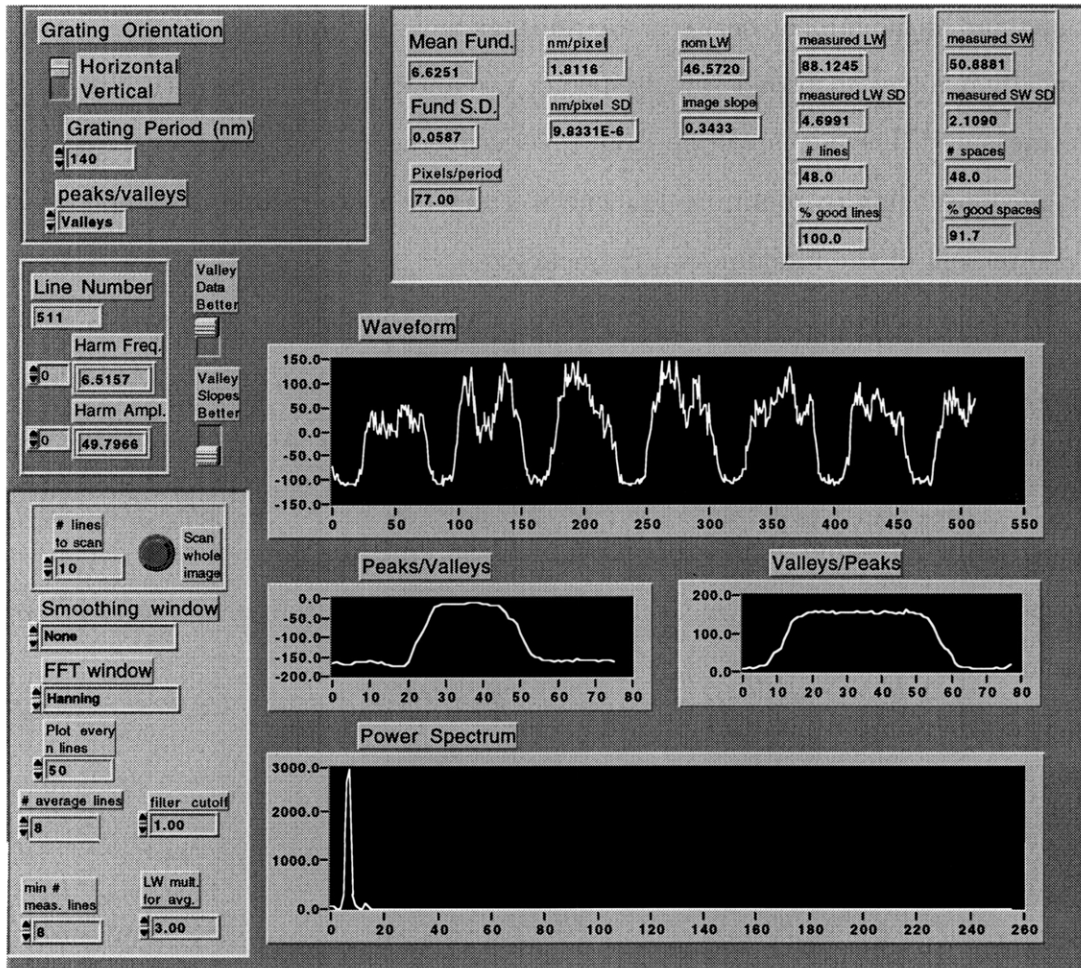 Grating Orientation
Horizontal
Vertical
Grating Period (nm)
140
peaks/valleys
Valleys
Mean Fund.
6.6251
Fund S.D.
0.0587
Pixels/period
77.00
nm/pixel
1.8116
nm/pixel SD
9.8331E-6
nom LW
46.5720
image slope
0.3433
measured LW
88.1245
measured LW SD
4.6991
# lines
48.0
% good lines
100.0
measured SW
50.8881
measured SW SD
2.1090
# spaces
48.0
% good spaces
91.7
Line Number
511
Harm Freq.
0
6.5157
Harm Ampl.
0
49.7966
Valley
Data
Better
Valley
Slopes
Better
Waveform
150.0
100.0
50.0
0.0
-50.0
-100.0
-150.0
0 50 100 150 200 250 300 350 400 450 500 550
# lines
to scan
10
Scan
whole
image
Smoothing window
None
FFT window
Hanning
Plot every
n lines
50
# average lines
8
filter cutoff
1.00
min #
meas. lines
8
LW mult.
for avg.
3.00
Peaks/Valleys
0.0
-50.0
-100.0
-150.0
-200.0
0 10 20 30 40 50 60 70 80
Valleys/Peaks
200.0
100.0
0.0
0 10 20 30 40 50 60 70 80
Power Spectrum
3000.0
2000.0
1000.0
0.0
0 20 40 60 80 100 120 140 160 180 200 220 240 260